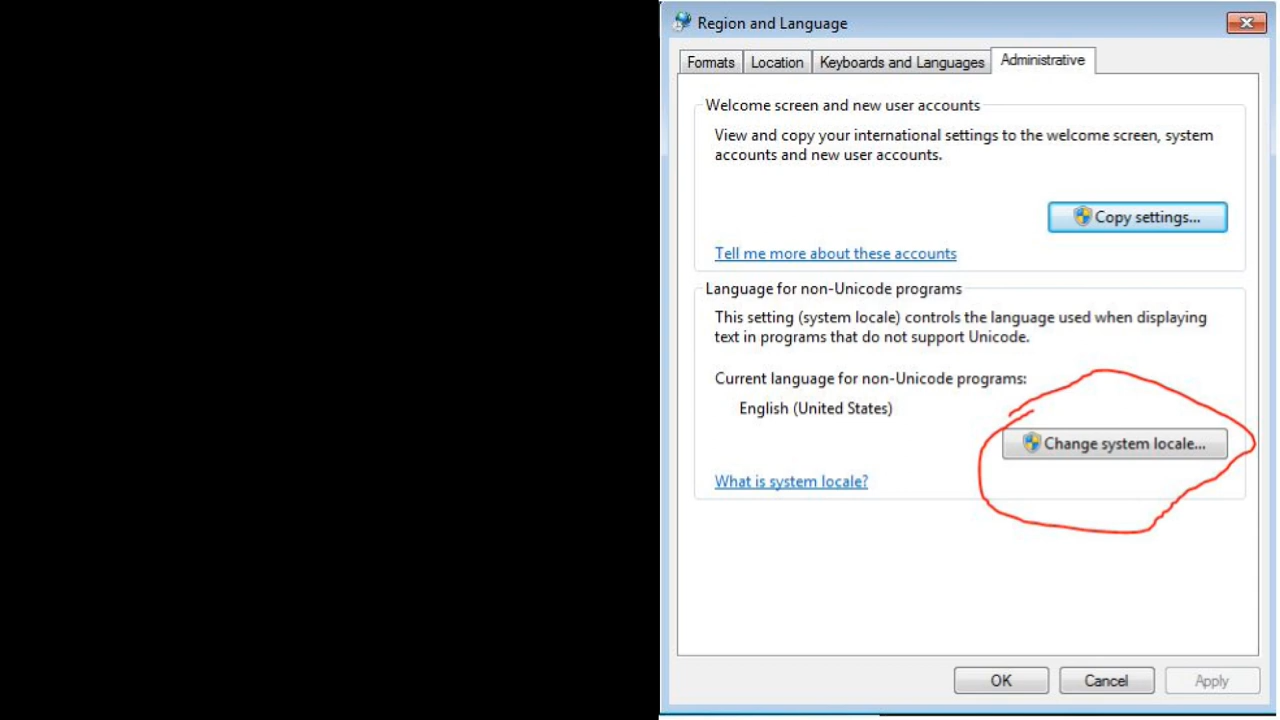 Region and Language
Formats Location Keyboards and Languages Administrative
Welcome screen and new user accounts
View and copy your international settings to the welcome screen, system
accounts and new user accounts.
Copy settings...
Tell me more about these accounts
Language for non-Unicode programs
This setting (system locale) controls the language used when displaying
text in programs that do not support Unicode.
Current language for non-Unicode programs:
English (United States)
Change system locale...
What is system locale?
OK Cancel Apply